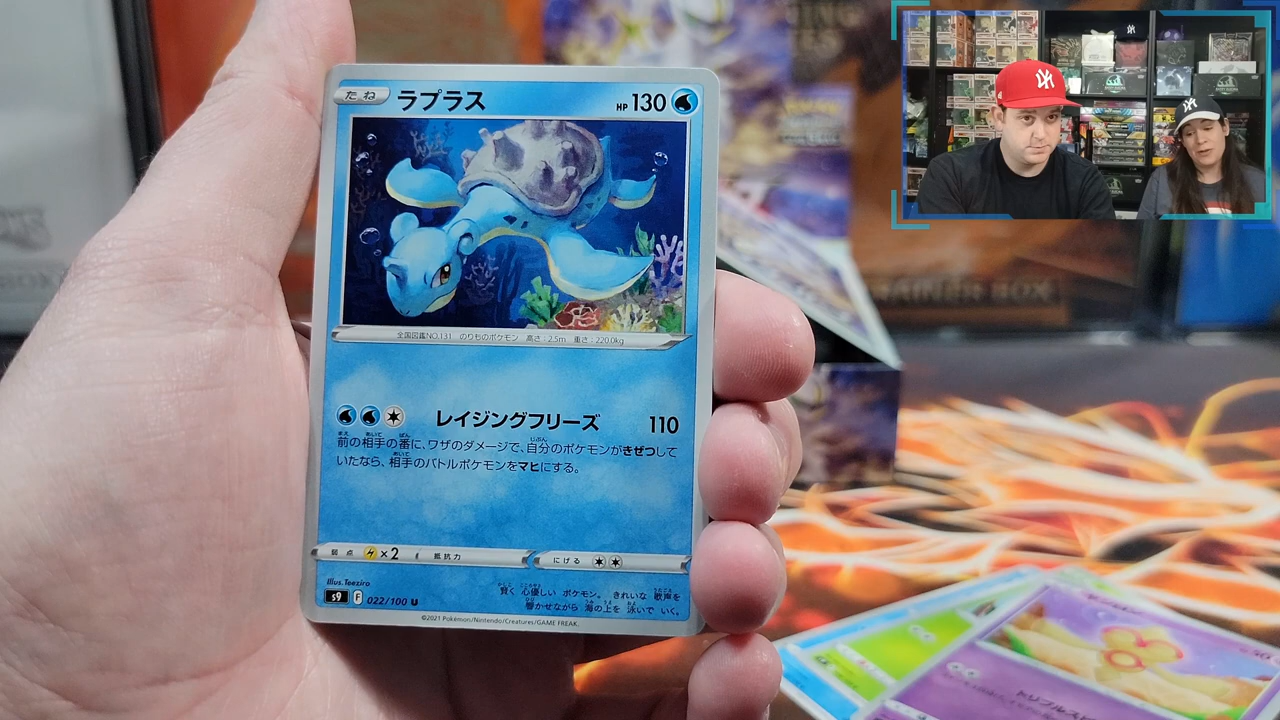 たね ラプラス HP 130
全国図鑑NO.131 のりものポケモン 高さ:2.5m 重さ:220.0kg
レイジングフリーズ 110
前の相手の番に、ワザのダメージで、自分のポケモンがきぜつして
いたなら、相手のバトルポケモンをマヒにする。
弱点 ×2 抵抗力 にげる
illus.Teeziro
s9 F 022/100 U
賢く 心優しい ポケモン。 きれいな 歌声を
響かせながら 海の上を 泳いで いく。
©2021 Pokémon/Nintendo/Creatures/GAME FREAK.
NY
NY
TRAINER BOX